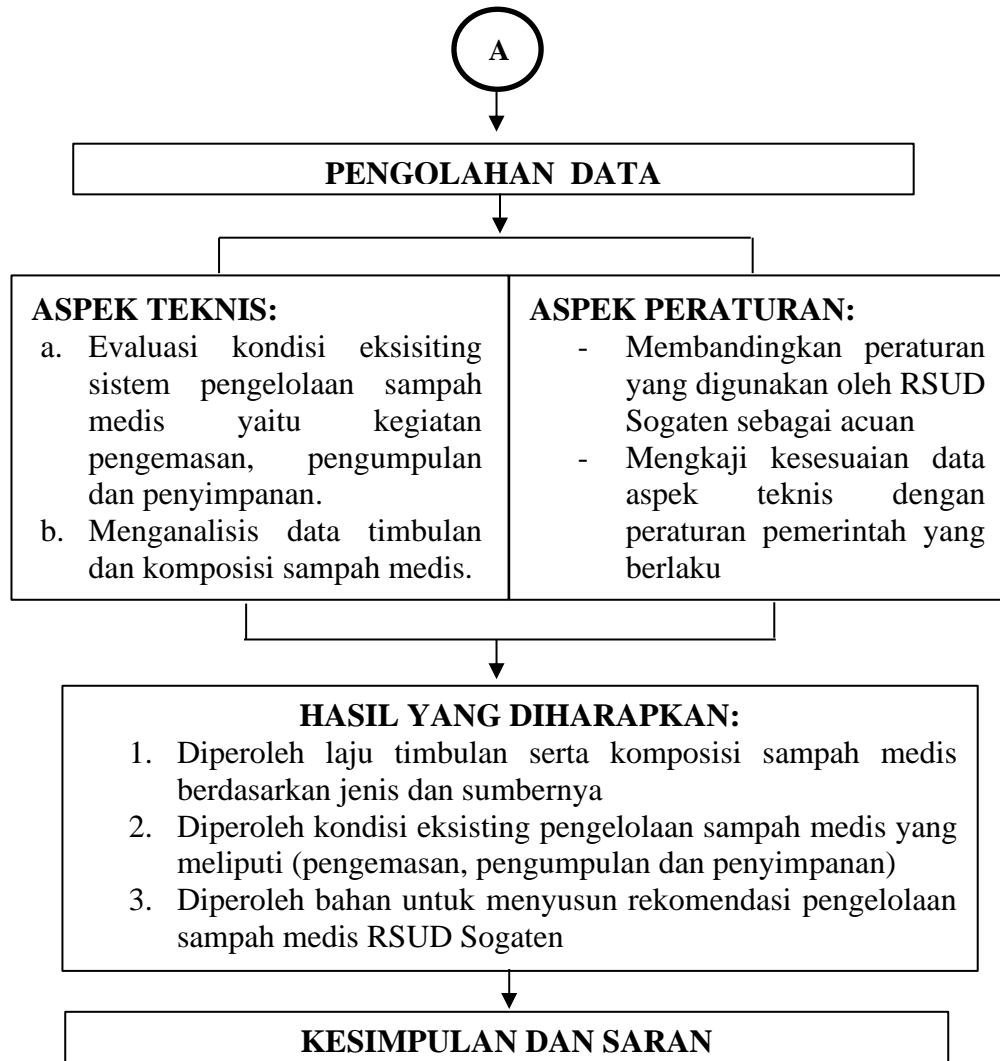 A
PENGOLAHAN DATA
ASPEK TEKNIS:
a. Evaluasi kondisi eksisiting
sistem pengelolaan sampah
medis yaitu kegiatan
pengemasan, pengumpulan
dan penyimpanan.
b. Menganalisis data timbulan
dan komposisi sampah medis.
ASPEK PERATURAN:
- Membandingkan peraturan
yang digunakan oleh RSUD
Sogaten sebagai acuan
- Mengkaji kesesuaian data
aspek teknis dengan
peraturan pemerintah yang
berlaku
HASIL YANG DIHARAPKAN:
1. Diperoleh laju timbulan serta komposisi sampah medis
berdasarkan jenis dan sumbernya
2. Diperoleh kondisi eksisting pengelolaan sampah medis yang
meliputi (pengemasan, pengumpulan dan penyimpanan)
3. Diperoleh bahan untuk menyusun rekomendasi pengelolaan
sampah medis RSUD Sogaten
KESIMPULAN DAN SARAN